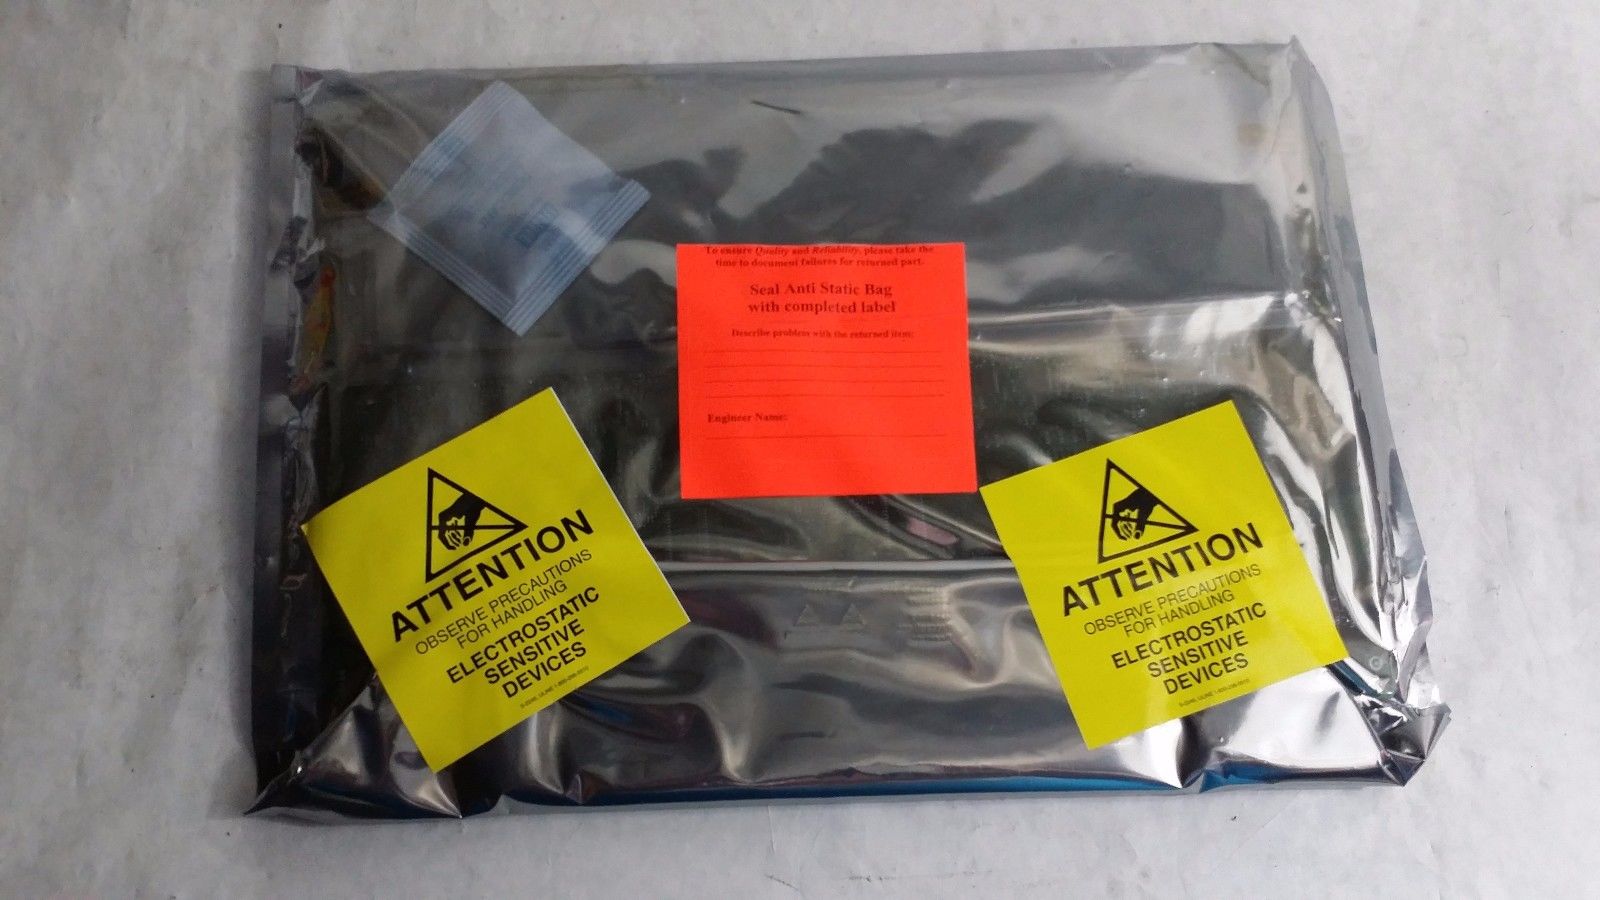 To ensure Quality and Reliability, please take the
time to document failures for returned part.
Seal Anti Static Bag
with completed label
Describe problem with the returned item:
Engineer Name:
ATTENTION
OBSERVE PRECAUTIONS
FOR HANDLING
ELECTROSTATIC
SENSITIVE
DEVICES
ATTENTION
OBSERVE PRECAUTIONS
FOR HANDLING
ELECTROSTATIC
SENSITIVE
DEVICES